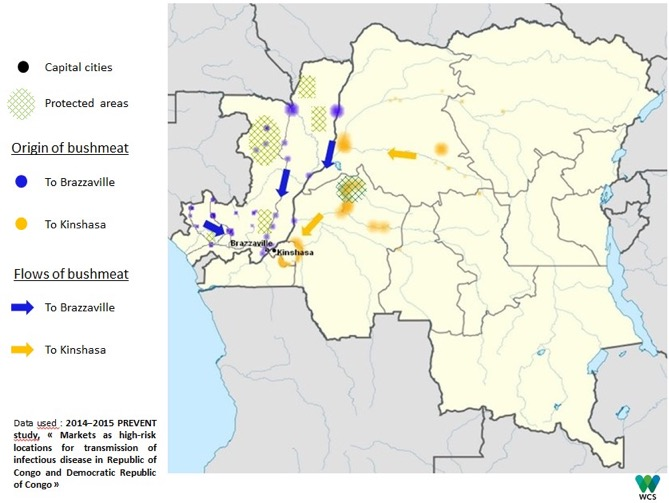 Capital cities
Protected areas
Origin of bushmeat
To Brazzaville
To Kinshasa
Flows of bushmeat
To Brazzaville
To Kinshasa
Data used : 2014–2015 PREVENT
study, « Markets as high-risk
locations for transmission of
infectious disease in Republic of
Congo and Democratic Republic
of Congo »
Brazzaville
Kinshasa
WCS